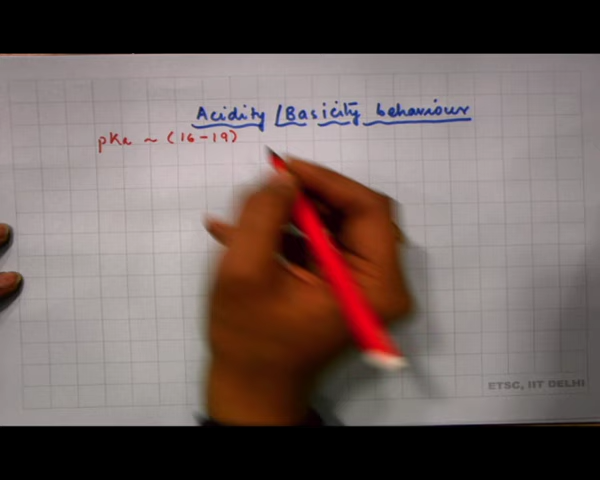 Acidity/Basicity behaviour
pKa ~ (16-19)
ETSC, IIT DELHI